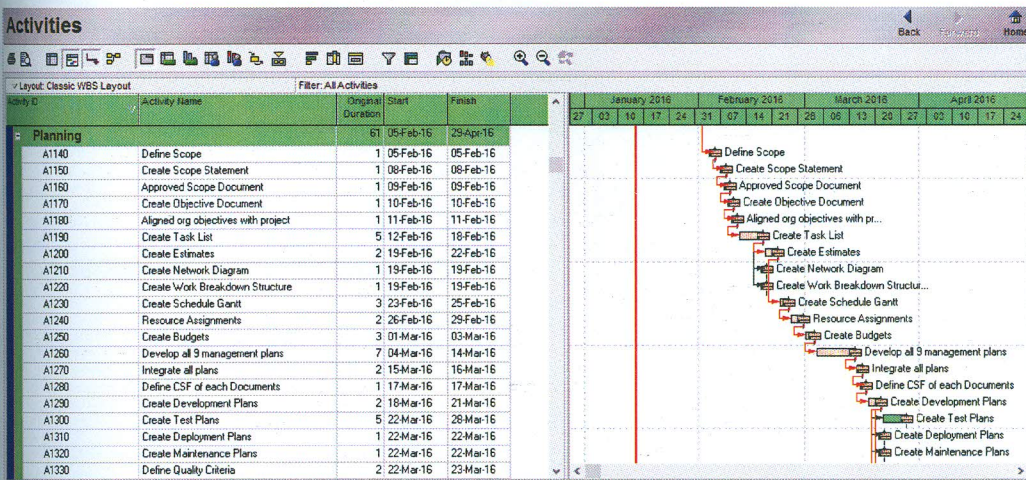 Activities
Back Forward Home
Layout: Classic WBS Layout Filter: All Activities
Activity ID Activity Name Original Duration Start Finish
January 2016 February 2016 March 2016 April 2016
27 03 10 17 24 31 07 14 21 28 06 13 20 27 03 10 17 24
Planning 61 05-Feb-16 29-Apr-16
A1140 Define Scope 1 05-Feb-16 05-Feb-16 Define Scope
A1150 Create Scope Statement 1 08-Feb-16 08-Feb-16 Create Scope Statement
A1160 Approved Scope Document 1 09-Feb-16 09-Feb-16 Approved Scope Document
A1170 Create Objective Document 1 10-Feb-16 10-Feb-16 Create Objective Document
A1180 Aligned org objectives with project 1 11-Feb-16 11-Feb-16 Aligned org objectives with pr...
A1190 Create Task List 5 12-Feb-16 18-Feb-16 Create Task List
A1200 Create Estimates 2 19-Feb-16 22-Feb-16 Create Estimates
A1210 Create Network Diagram 1 19-Feb-16 19-Feb-16 Create Network Diagram
A1220 Create Work Breakdown Structure 1 19-Feb-16 19-Feb-16 Create Work Breakdown Structur...
A1230 Create Schedule Gantt 3 23-Feb-16 25-Feb-16 Create Schedule Gantt
A1240 Resource Assignments 2 26-Feb-16 29-Feb-16 Resource Assignments
A1250 Create Budgets 3 01-Mar-16 03-Mar-16 Create Budgets
A1260 Develop all 9 management plans 7 04-Mar-16 14-Mar-16 Develop all 9 management plans
A1270 Integrate all plans 2 15-Mar-16 16-Mar-16 Integrate all plans
A1280 Define CSF of each Documents 1 17-Mar-16 17-Mar-16 Define CSF of each Documents
A1290 Create Development Plans 2 18-Mar-16 21-Mar-16 Create Development Plans
A1300 Create Test Plans 5 22-Mar-16 28-Mar-16 Create Test Plans
A1310 Create Deployment Plans 1 22-Mar-16 22-Mar-16 Create Deployment Plans
A1320 Create Maintenance Plans 1 22-Mar-16 22-Mar-16 Create Maintenance Plans
A1330 Define Quality Criteria 2 22-Mar-16 23-Mar-16